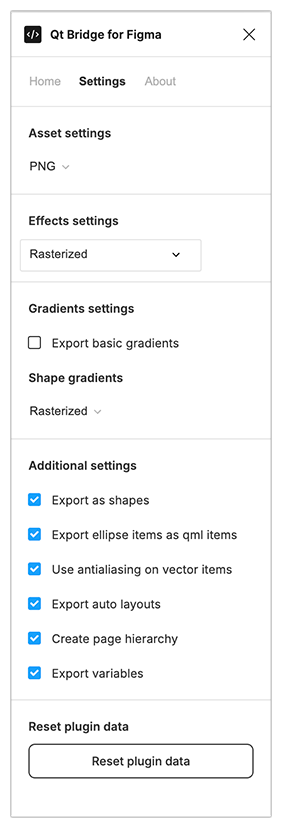 Qt Bridge for Figma
Home Settings About
Asset settings
PNG
Effects settings
Rasterized
Gradients settings
Export basic gradients
Shape gradients
Rasterized
Additional settings
Export as shapes
Export ellipse items as qml items
Use antialiasing on vector items
Export auto layouts
Create page hierarchy
Export variables
Reset plugin data
Reset plugin data